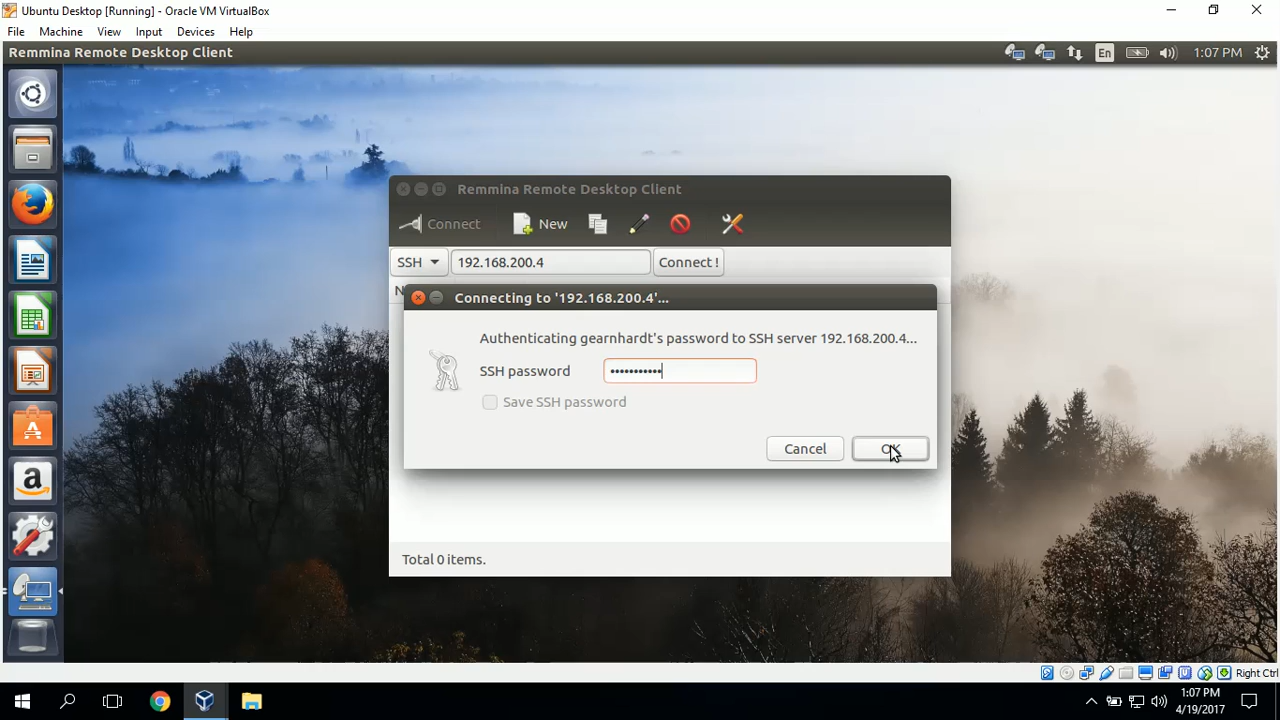 Ubuntu Desktop [Running] - Oracle VM VirtualBox
File Machine View Input Devices Help
Remmina Remote Desktop Client
En
1:07 PM
Remmina Remote Desktop Client
Connect
New
SSH
192.168.200.4
Connect !
N
Connecting to '192.168.200.4'...
Authenticating gearnhardt's password to SSH server 192.168.200.4...
SSH password
•••••••••••
Save SSH password
Cancel
OK
Total 0 items.
Right Ctrl
1:07 PM
4/19/2017